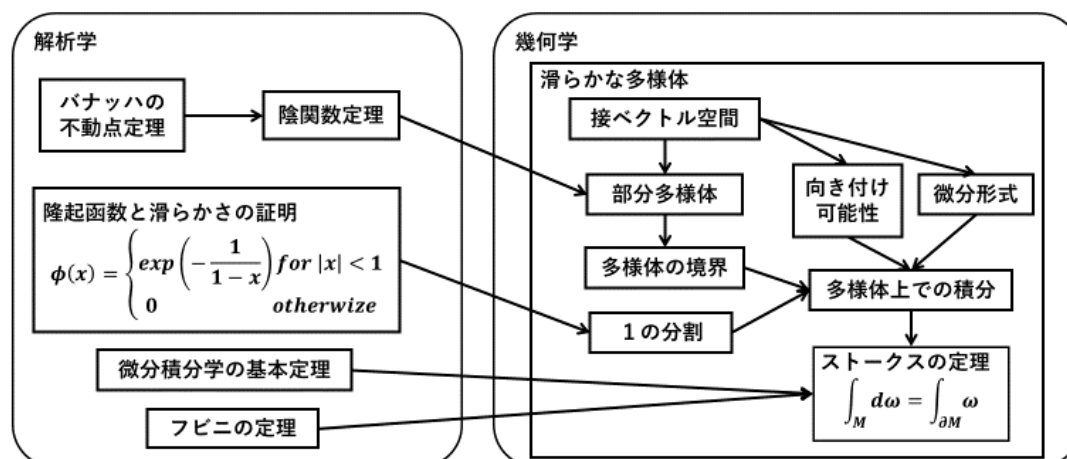 解析学
バナッハの
不動点定理
陰関数定理
隆起函数と滑らかさの証明
ϕ(x) = { exp(−1/(1−x)) for |x| < 1
0 otherwize
微分積分学の基本定理
フビニの定理
幾何学
滑らかな多様体
接ベクトル空間
部分多様体
向き付け
可能性
微分形式
多様体の境界
多様体上での積分
1の分割
ストークスの定理
∫_M dω = ∫_∂M ω